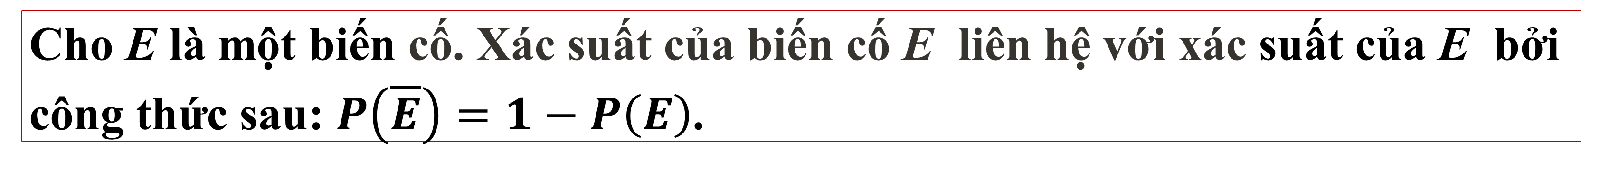 Cho E là một biến cố. Xác suất của biến cố E liên hệ với xác suất của E bởi
công thức sau: P(E̅) = 1 − P(E).